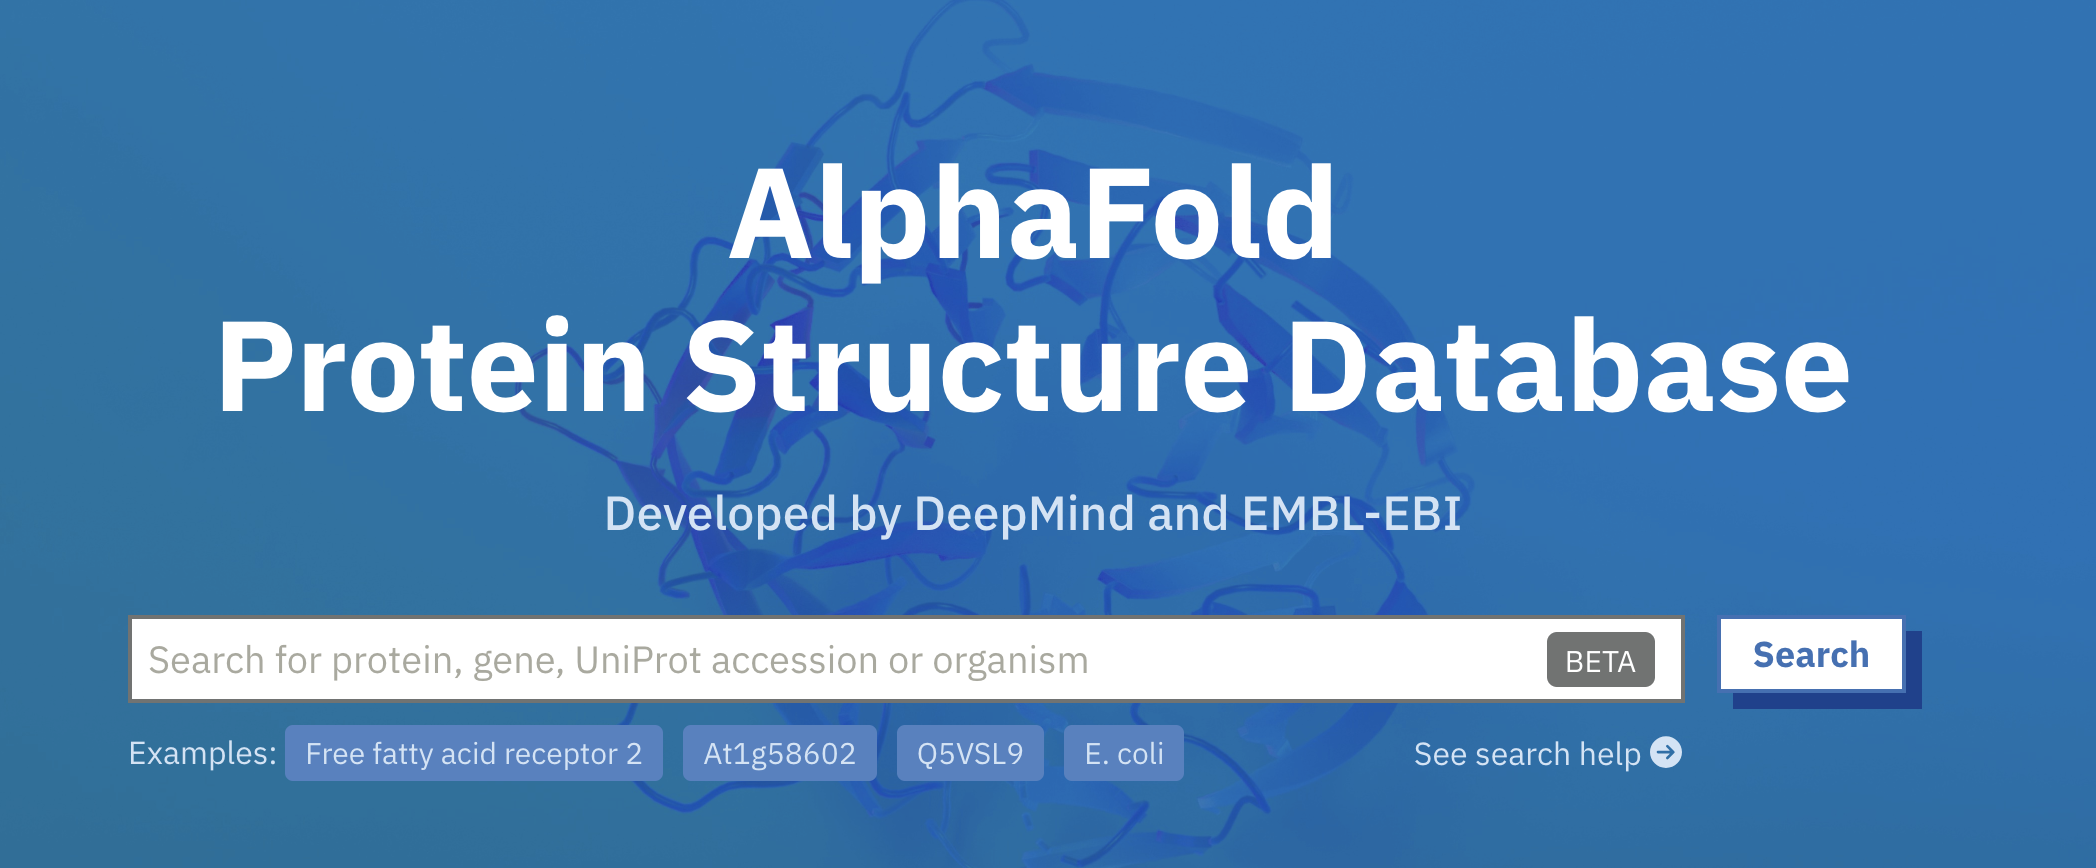 AlphaFold
Protein Structure Database
Developed by DeepMind and EMBL-EBI
Search for protein, gene, UniProt accession or organism BETA Search
Examples: Free fatty acid receptor 2 At1g58602 Q5VSL9 E. coli See search help